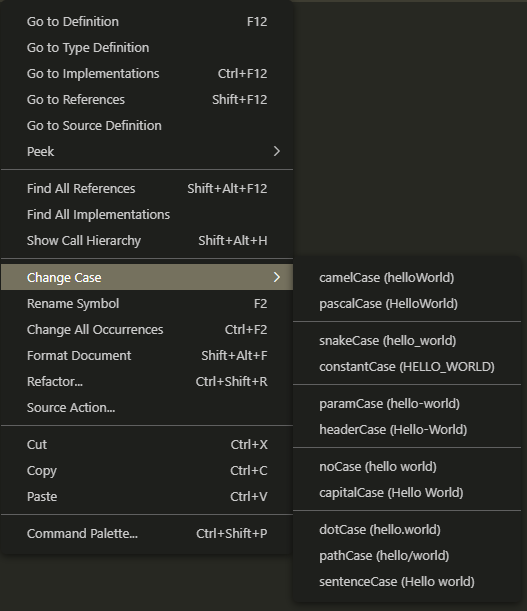 Go to Definition F12
Go to Type Definition
Go to Implementations Ctrl+F12
Go to References Shift+F12
Go to Source Definition
Peek
Find All References Shift+Alt+F12
Find All Implementations
Show Call Hierarchy Shift+Alt+H
Change Case
Rename Symbol F2
Change All Occurrences Ctrl+F2
Format Document Shift+Alt+F
Refactor... Ctrl+Shift+R
Source Action...
Cut Ctrl+X
Copy Ctrl+C
Paste Ctrl+V
Command Palette... Ctrl+Shift+P
camelCase (helloWorld)
pascalCase (HelloWorld)
snakeCase (hello_world)
constantCase (HELLO_WORLD)
paramCase (hello-world)
headerCase (Hello-World)
noCase (hello world)
capitalCase (Hello World)
dotCase (hello.world)
pathCase (hello/world)
sentenceCase (Hello world)